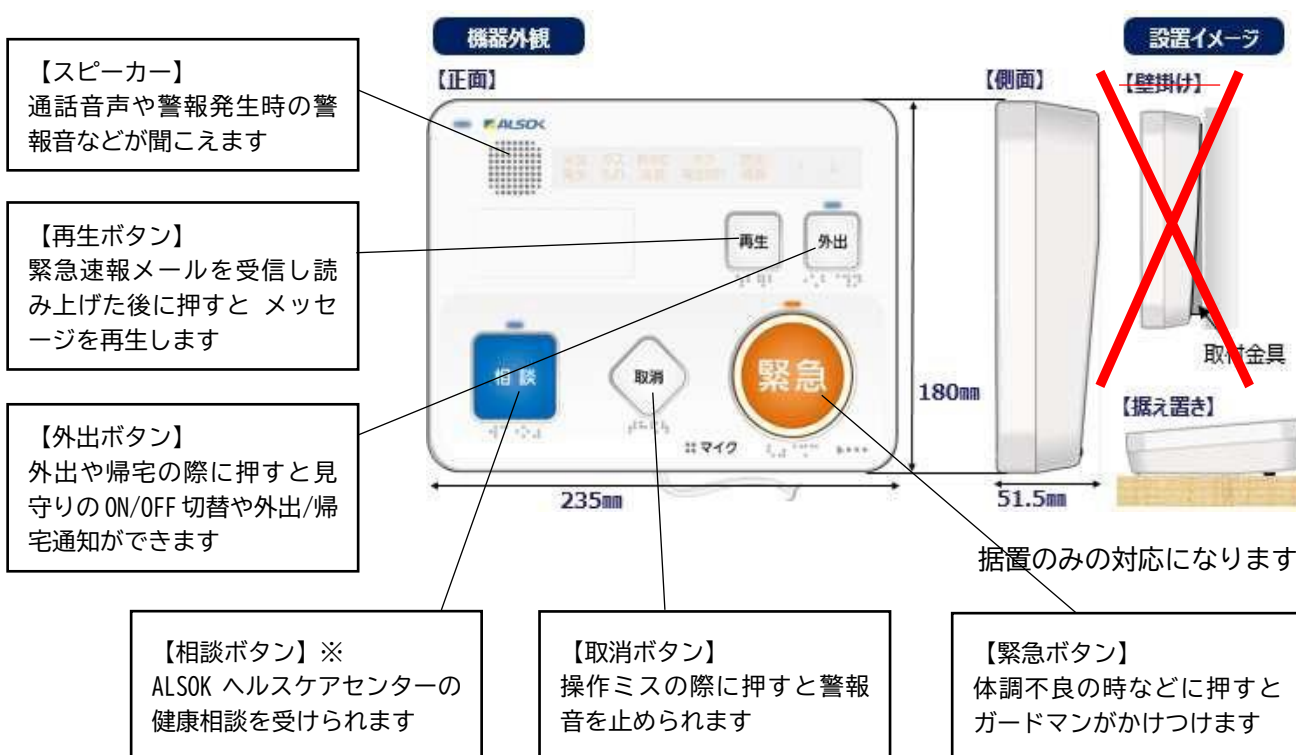 機器外観
設置イメージ
【正面】
【側面】
【壁掛け】
【スピーカー】
通話音声や警報発生時の警
報音などが聞こえます
ALSOK
【再生ボタン】
緊急速報メールを受信し読
み上げた後に押すと メッセ
ージを再生します
再生
外出
取付金具
相談
取消
緊急
マイク
180㎜
【据え置き】
【外出ボタン】
外出や帰宅の際に押すと見
守りの ON/OFF 切替や外出/帰
宅通知ができます
235㎜
51.5㎜
据置のみの対応になります
【相談ボタン】※
ALSOK ヘルスケアセンターの
健康相談を受けられます
【取消ボタン】
操作ミスの際に押すと警報
音を止められます
【緊急ボタン】
体調不良の時などに押すと
ガードマンがかけつけます